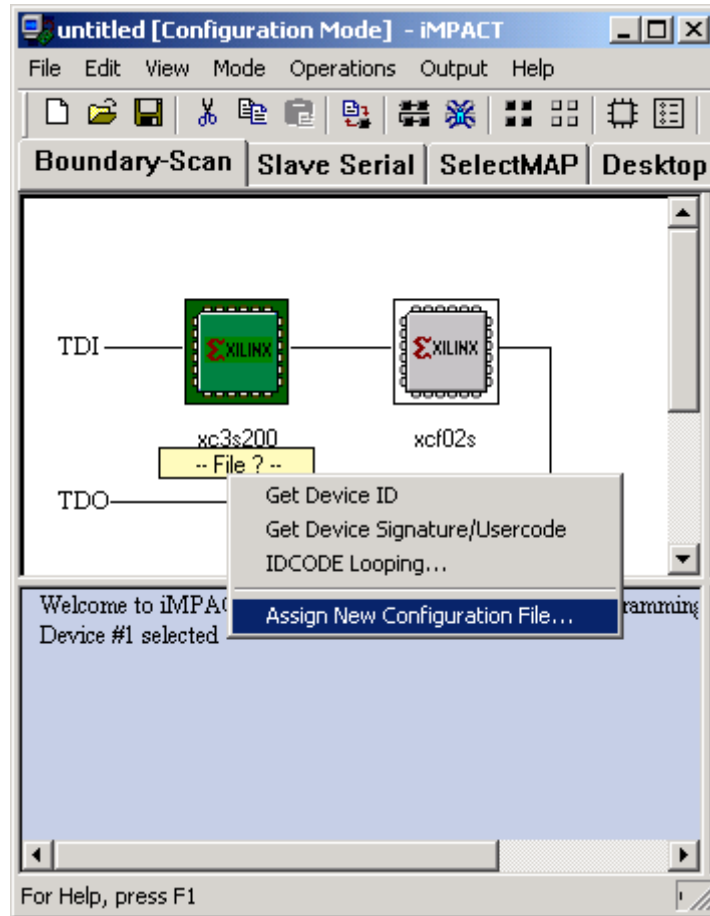 untitled [Configuration Mode] - iMPACT
File Edit View Mode Operations Output Help
Boundary-Scan Slave Serial SelectMAP Desktop
TDI
XILINX XILINX
xc3s200 xcf02s
-- File ? --
TDO
Get Device ID
Get Device Signature/Usercode
IDCODE Looping...
Assign New Configuration File...
Welcome to
Device #1 selected
For Help, press F1